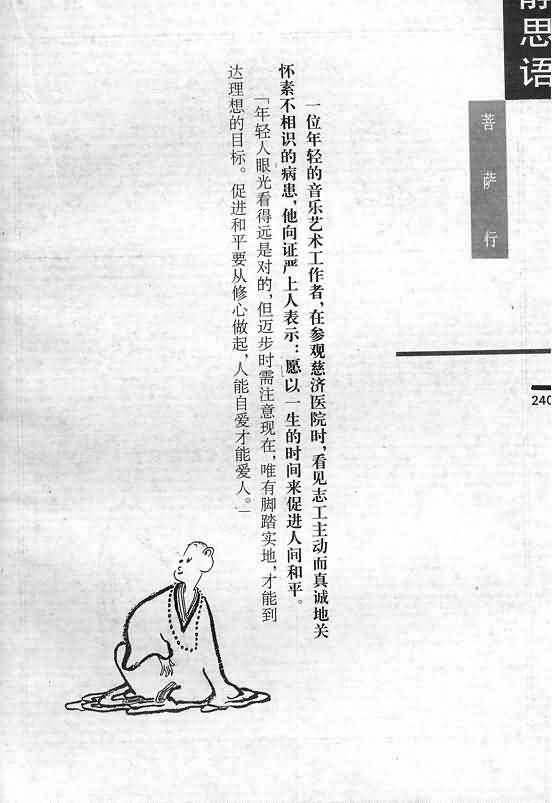 静思语
菩萨行
240
一位年轻的音乐艺术工作者，在参观慈济医院时，看见志工主动而真诚地关
怀素不相识的病患，他向证严上人表示：愿以一生的时间来促进人间和平。
「年轻人眼光看得远是对的，但迈步时需注意现在，唯有脚踏实地，才能到
达理想的目标。促进和平要从修心做起，人能自爱才能爱人。」